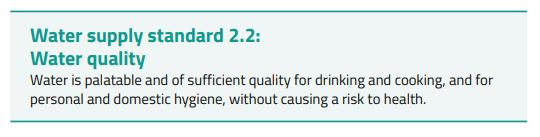 Water supply standard 2.2:
Water quality
Water is palatable and of sufficient quality for drinking and cooking, and for
personal and domestic hygiene, without causing a risk to health.